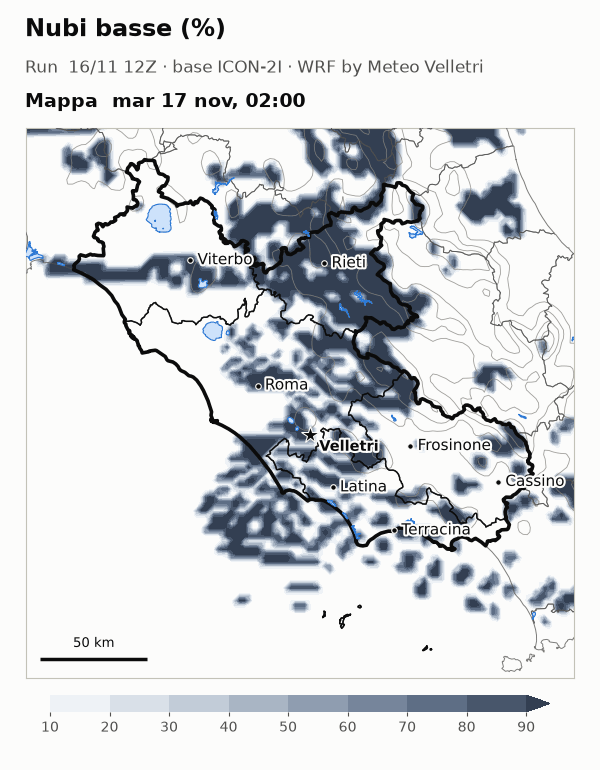 Nubi basse (%)
Run  16/11 12Z · base ICON-2I · WRF by Meteo Velletri
Mappa  mar 17 nov, 02:00
Viterbo
Rieti
Roma
Velletri
Frosinone
Cassino
Latina
Terracina
50 km
10 20 30 40 50 60 70 80 90